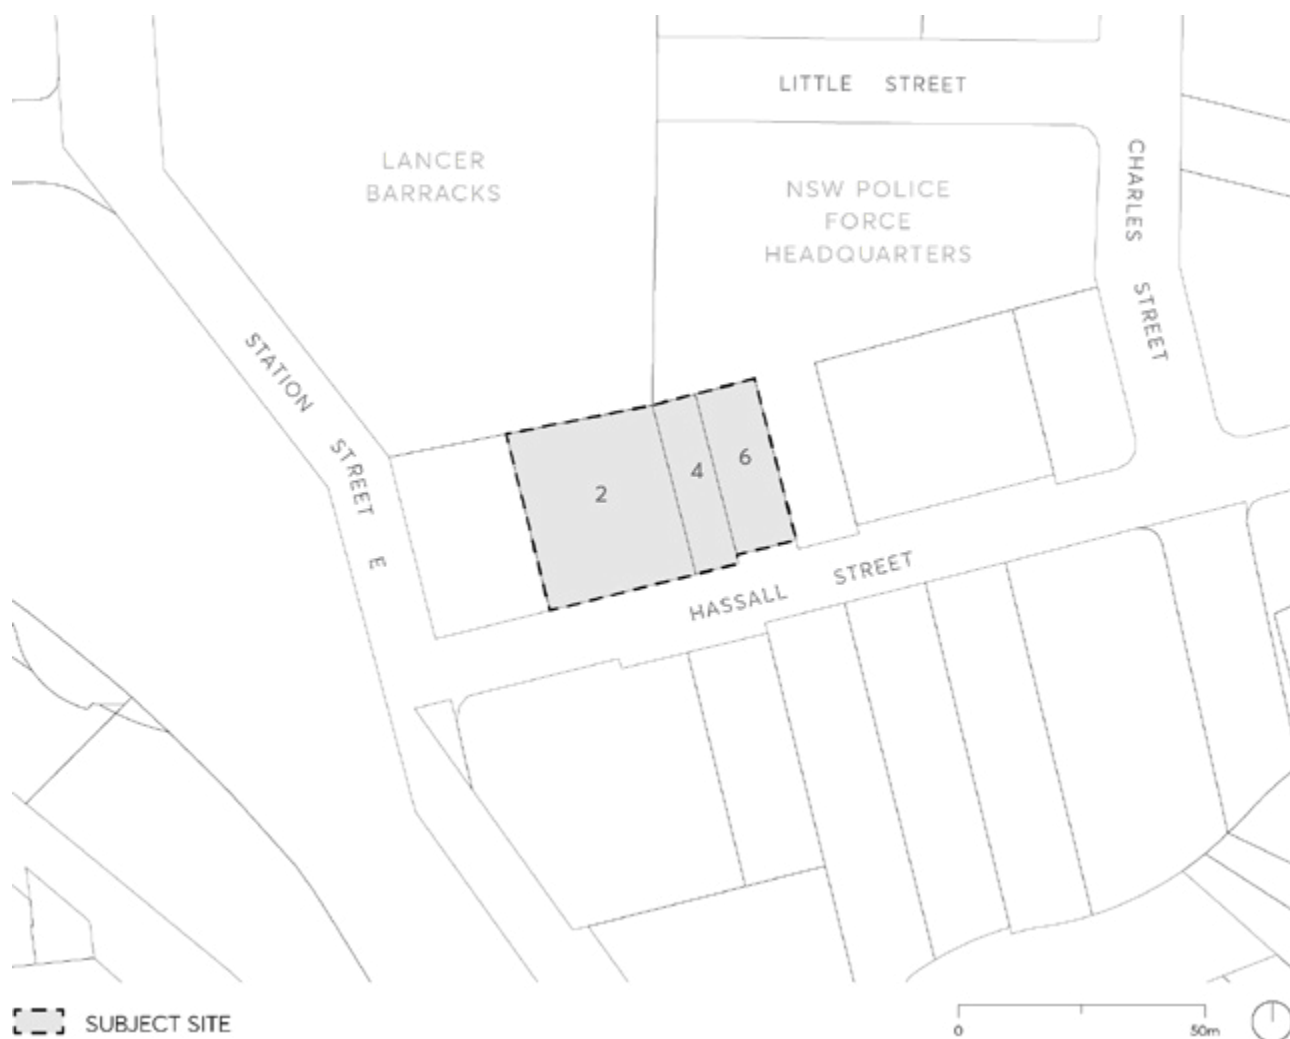 LITTLE STREET
LANCER
BARRACKS
NSW POLICE
FORCE
HEADQUARTERS
CHARLES STREET
STATION STREET E
2
4
6
HASSALL STREET
SUBJECT SITE
0
50m